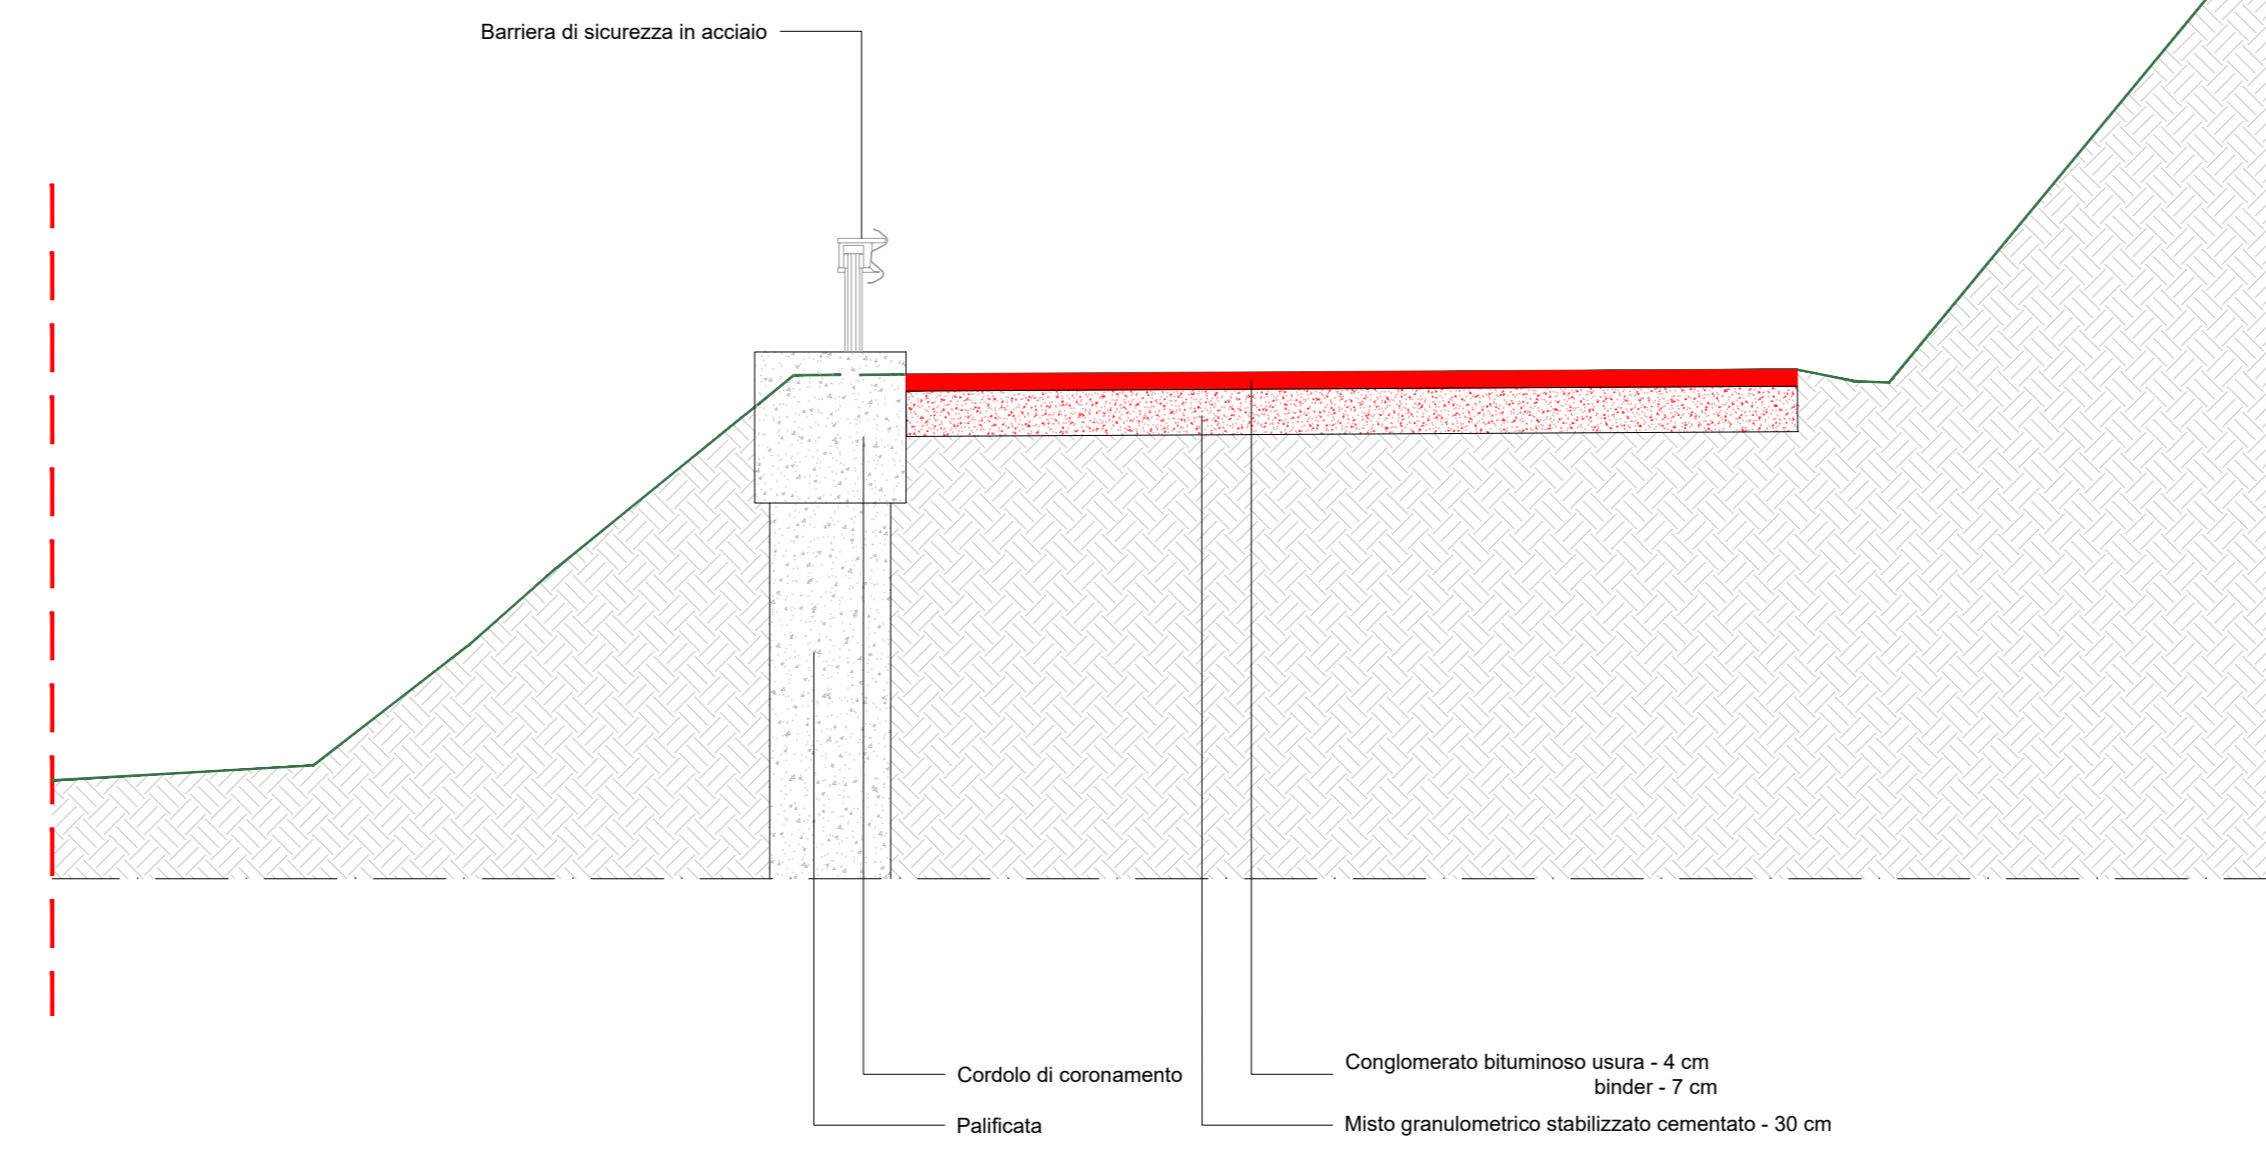 Barriera di sicurezza in acciaio
Cordolo di coronamento
Palificata
Conglomerato bituminoso usura - 4 cm
binder - 7 cm
Misto granulometrico stabilizzato cementato - 30 cm